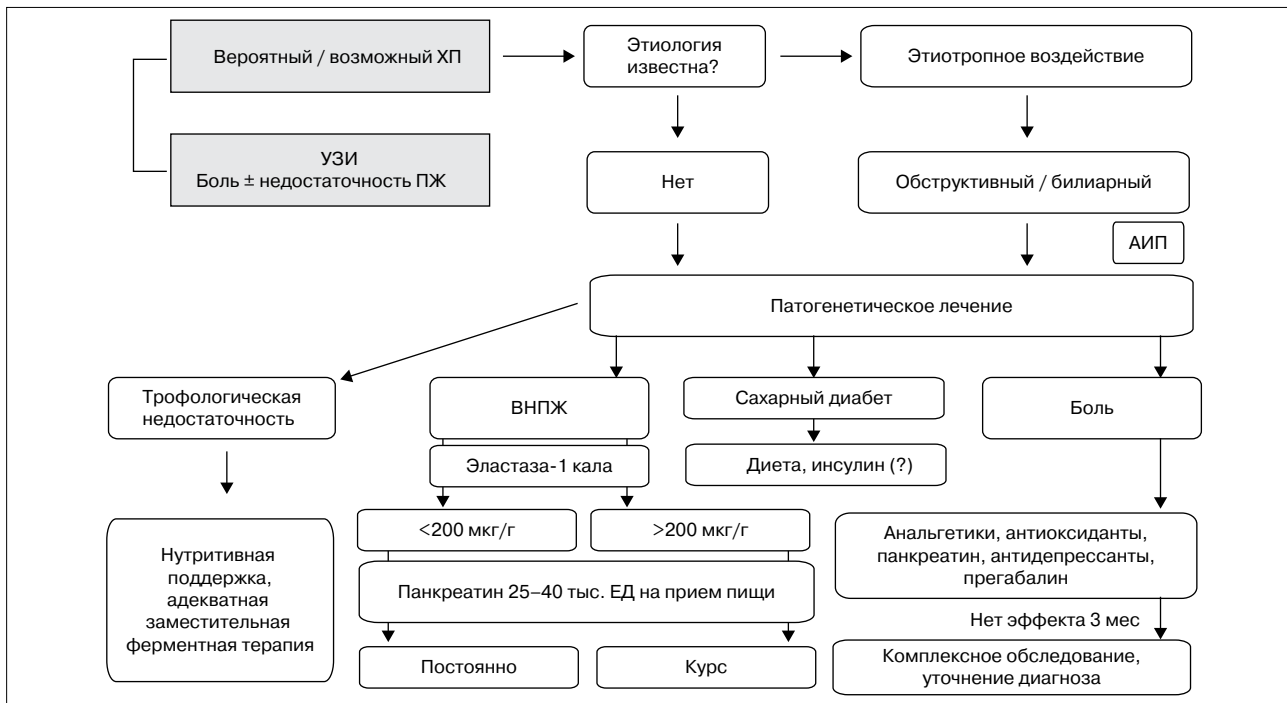 Вероятный / возможный ХП
Этиология
известна?
Этиотропное воздействие
УЗИ
Боль ± недостаточность ПЖ
Нет
Обструктивный / билиарный
АИП
Патогенетическое лечение
Трофологическая
недостаточность
ВНПЖ
Сахарный диабет
Боль
Эластаза-1 кала
Диета, инсулин (?)
<200 мкг/г
>200 мкг/г
Нутритивная
поддержка,
адекватная
заместительная
ферментная терапия
Анальгетики, антиоксиданты,
панкреатин, антидепрессанты,
прегабалин
Панкреатин 25–40 тыс. ЕД на прием пищи
Нет эффекта 3 мес
Постоянно
Курс
Комплексное обследование,
уточнение диагноза